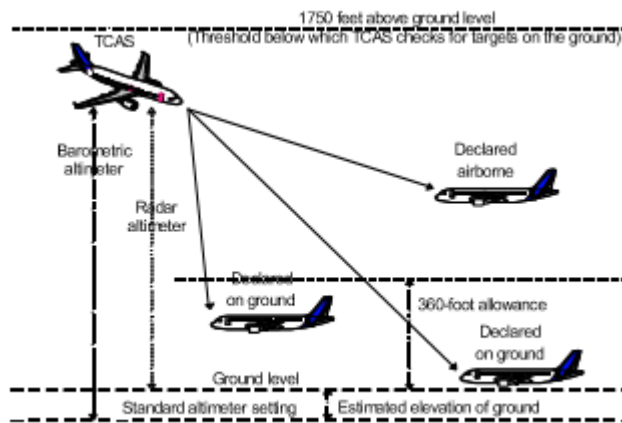 1750 feet above ground level
(Threshold below which TCAS checks for targets on the ground)
TCAS
Barometric
altimeter
Radar
altimeter
Declared
airborne
Declared
on ground
360-foot allowance
Declared
on ground
Ground level
Standard altimeter setting
Estimated elevation of ground